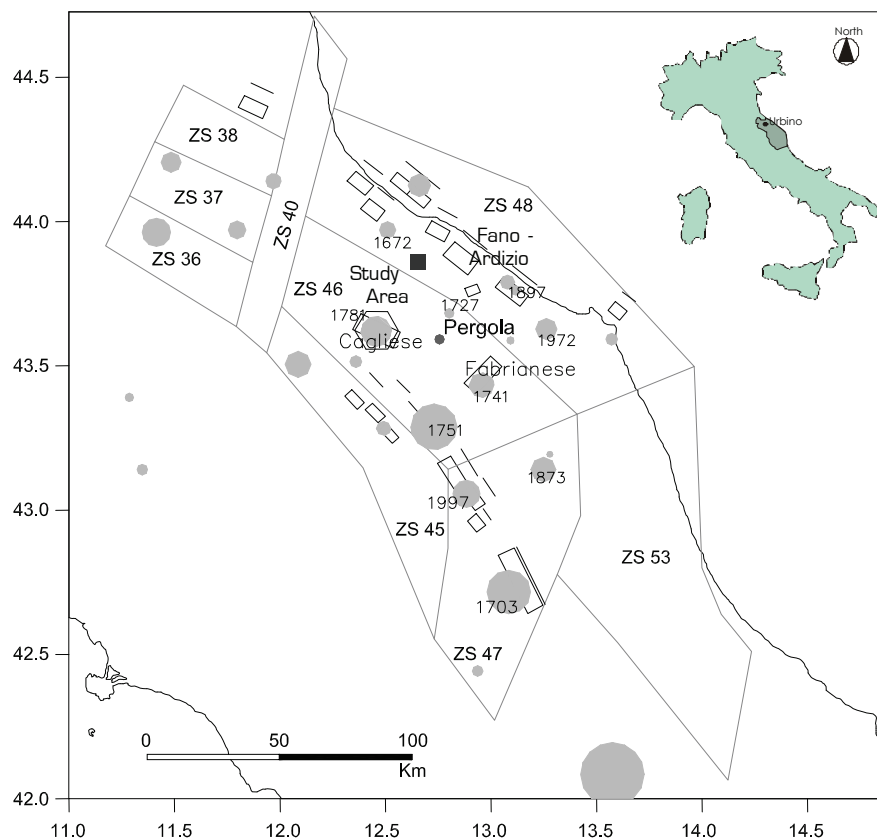 North
Urbino
44.5
ZS 38
44.0
ZS 37
ZS 36
ZS 40
ZS 48
1672
Fano -
Ardizio
Study
Area
ZS 46
1727
1897
1781
Pergola
1972
43.5
Cagliese
Fabrianese
1741
1751
43.0
1873
1997
ZS 45
ZS 53
1703
42.5
ZS 47
0 50 100
Km
42.0
11.0 11.5 12.0 12.5 13.0 13.5 14.0 14.5